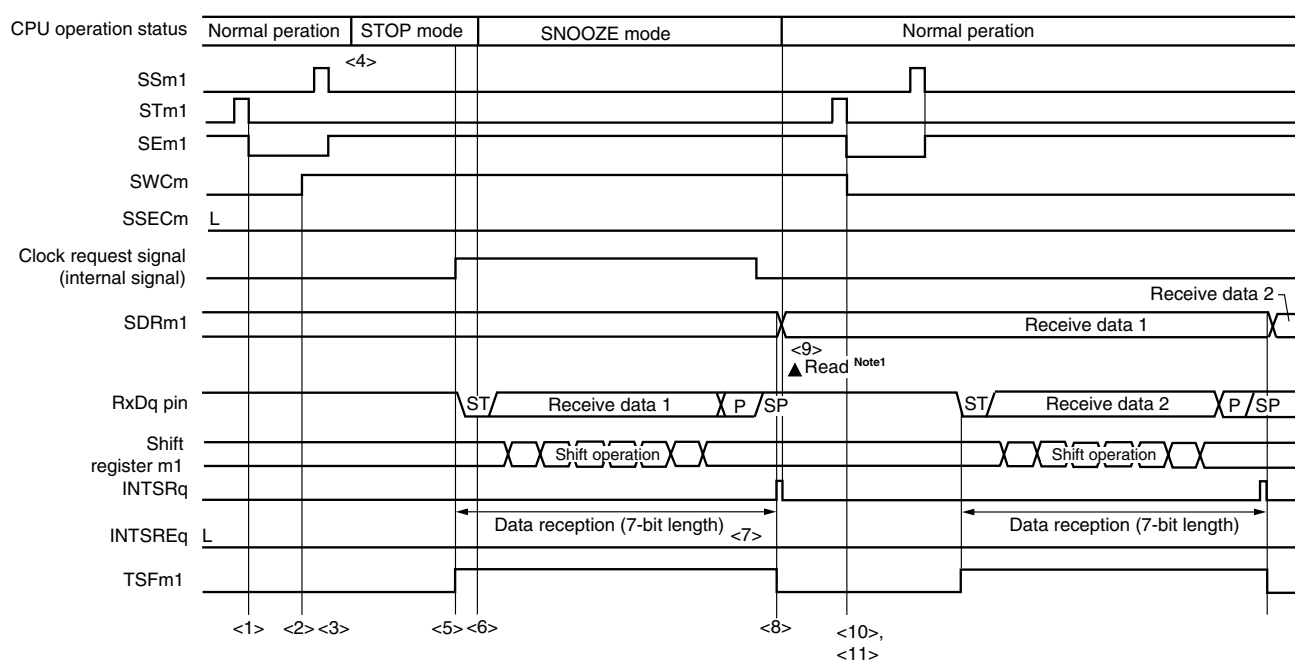 CPU operation status
Normal peration
STOP mode
SNOOZE mode
Normal peration
<4>
SSm1
STm1
SEm1
SWCm
SSECm
L
Clock request signal
(internal signal)
Receive data 2
SDRm1
Receive data 1
<9>
▲ Read Note1
RxDq pin
ST
Receive data 1
P
SP
ST
Receive data 2
P
SP
Shift
register m1
Shift operation
Shift operation
INTSRq
Data reception (7-bit length)
Data reception (7-bit length)
<7>
INTSREq
L
TSFm1
<1>
<2>
<3>
<5>
<6>
<8>
<10>,
<11>